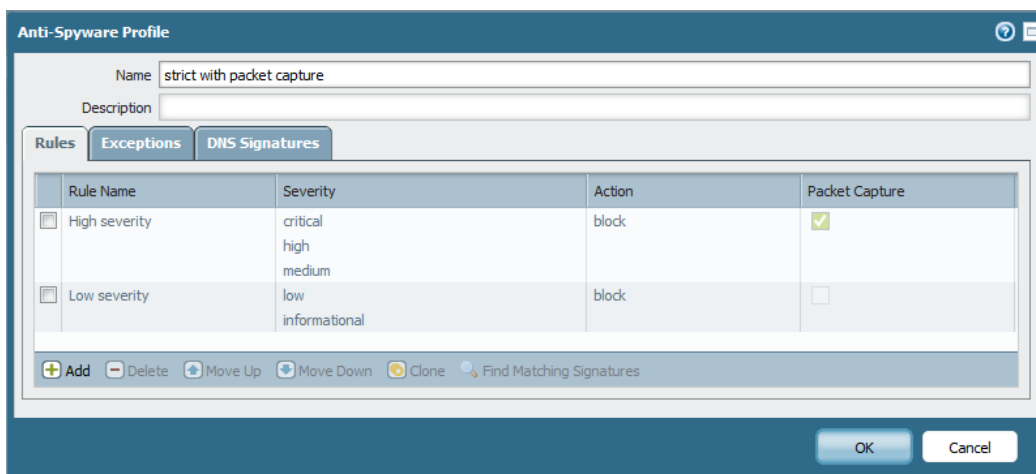 Anti-Spyware Profile
Name strict with packet capture
Description
Rules Exceptions DNS Signatures
Rule Name Severity Action Packet Capture
High severity critical block
high
medium
Low severity low block
informational
Add Delete Move Up Move Down Clone Find Matching Signatures
OK Cancel